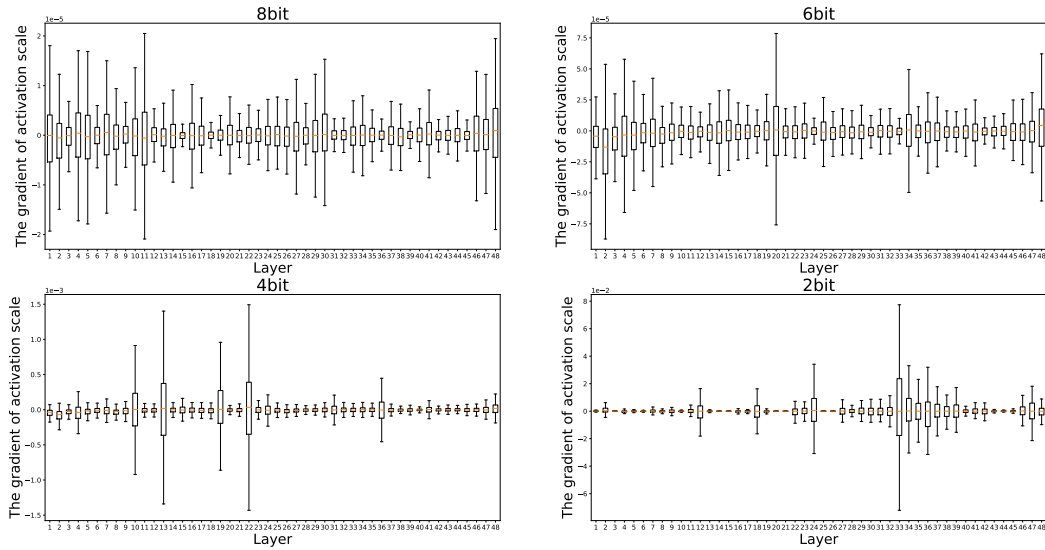 8bit
1e−5
The gradient of activation scale
2
1
0
−1
−2
1 2 3 4 5 6 7 8 9 10 11 12 13 14 15 16 17 18 19 20 21 22 23 24 25 26 27 28 29 30 31 32 33 34 35 36 37 38 39 40 41 42 43 44 45 46 47 48
Layer
6bit
1e−5
The gradient of activation scale
7.5
5.0
2.5
0.0
−2.5
−5.0
−7.5
1 2 3 4 5 6 7 8 9 10 11 12 13 14 15 16 17 18 19 20 21 22 23 24 25 26 27 28 29 30 31 32 33 34 35 36 37 38 39 40 41 42 43 44 45 46 47 48
Layer
4bit
1e−3
The gradient of activation scale
1.5
1.0
0.5
0.0
−0.5
−1.0
−1.5
1 2 3 4 5 6 7 8 9 10 11 12 13 14 15 16 17 18 19 20 21 22 23 24 25 26 27 28 29 30 31 32 33 34 35 36 37 38 39 40 41 42 43 44 45 46 47 48
Layer
2bit
1e−2
The gradient of activation scale
8
6
4
2
0
−2
−4
−6
1 2 3 4 5 6 7 8 9 10 11 12 13 14 15 16 17 18 19 20 21 22 23 24 25 26 27 28 29 30 31 32 33 34 35 36 37 38 39 40 41 42 43 44 45 46 47 48
Layer